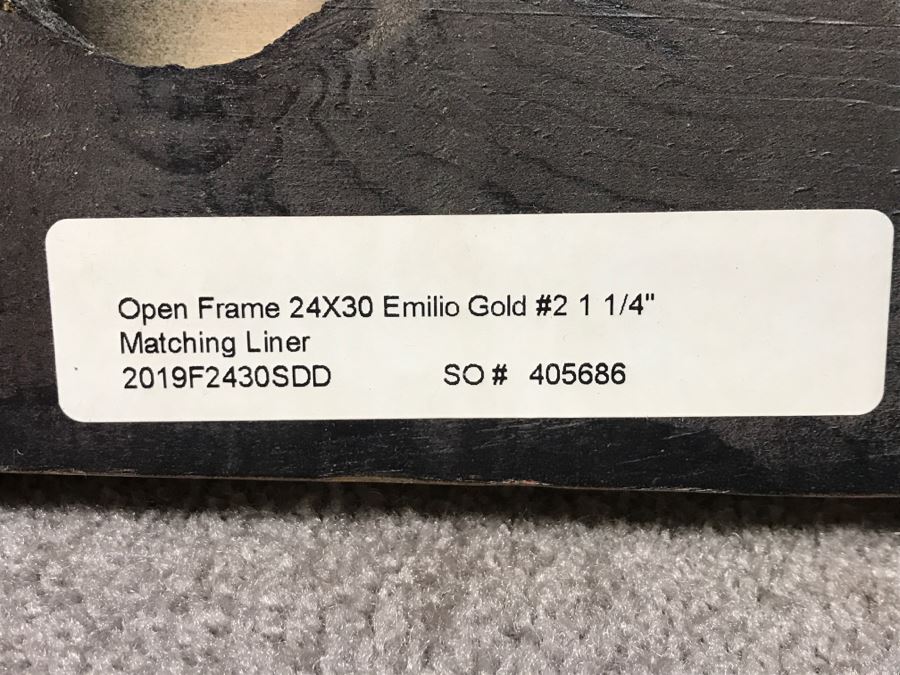 Open Frame 24X30 Emilio Gold #2 1 1/4"
Matching Liner
2019F2430SDD SO # 405686